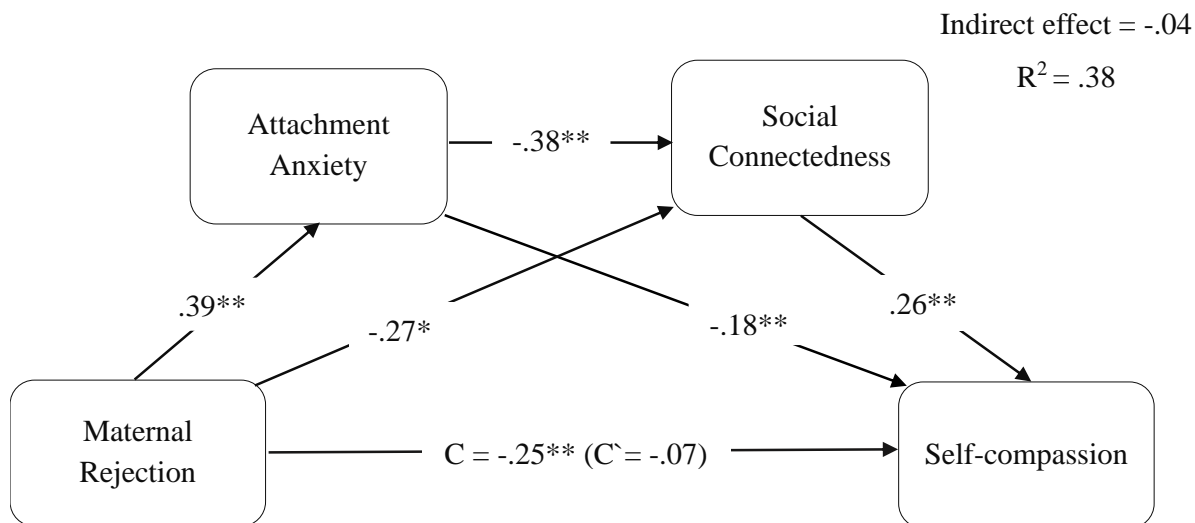 Indirect effect = -.04
R² = .38
Attachment
Anxiety
-.38**
Social
Connectedness
.39**
-.27*
-.18**
.26**
Maternal
Rejection
C = -.25** (C`= -.07)
Self-compassion